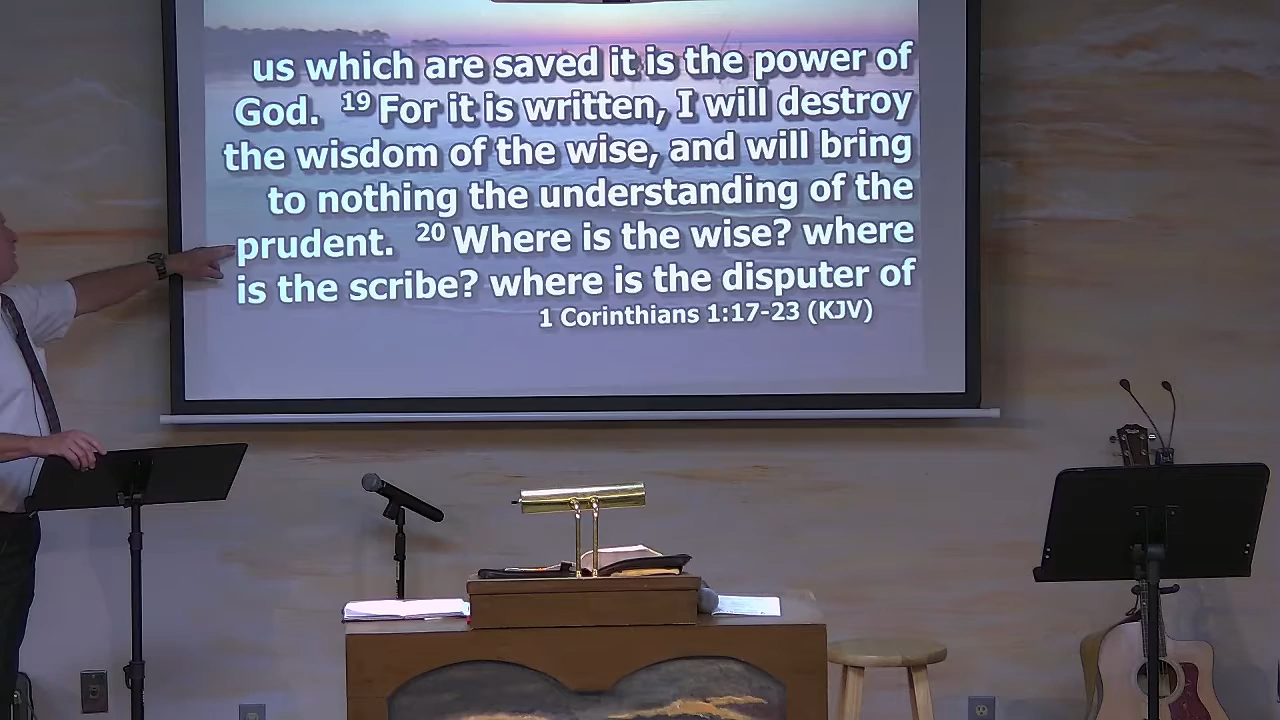 us which are saved it is the power of
God. 19 For it is written, I will destroy
the wisdom of the wise, and will bring
to nothing the understanding of the
prudent. 20 Where is the wise? where
is the scribe? where is the disputer of
1 Corinthians 1:17-23 (KJV)